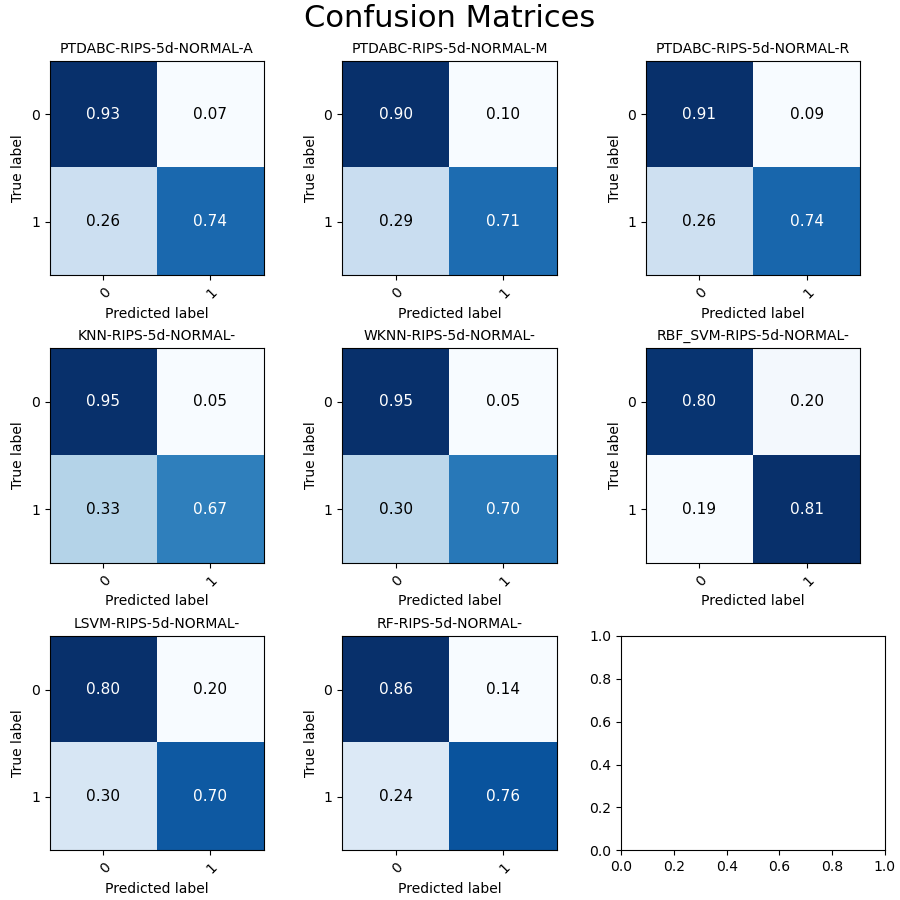 Confusion Matrices
PTDABC-RIPS-5d-NORMAL-A
0.93 0.07
0.26 0.74
0
1
True label
0 1
Predicted label
PTDABC-RIPS-5d-NORMAL-M
0.90 0.10
0.29 0.71
0
1
True label
0 1
Predicted label
PTDABC-RIPS-5d-NORMAL-R
0.91 0.09
0.26 0.74
0
1
True label
0 1
Predicted label
KNN-RIPS-5d-NORMAL-
0.95 0.05
0.33 0.67
0
1
True label
0 1
Predicted label
WKNN-RIPS-5d-NORMAL-
0.95 0.05
0.30 0.70
0
1
True label
0 1
Predicted label
RBF_SVM-RIPS-5d-NORMAL-
0.80 0.20
0.19 0.81
0
1
True label
0 1
Predicted label
LSVM-RIPS-5d-NORMAL-
0.80 0.20
0.30 0.70
0
1
True label
0 1
Predicted label
RF-RIPS-5d-NORMAL-
0.86 0.14
0.24 0.76
0
1
True label
0 1
Predicted label
1.0
0.8
0.6
0.4
0.2
0.0
0.0 0.2 0.4 0.6 0.8 1.0